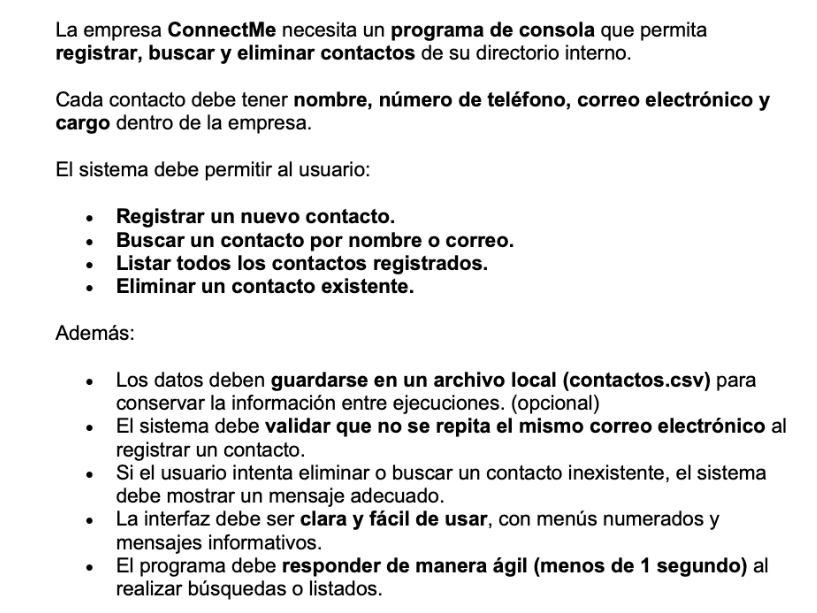 La empresa ConnectMe necesita un programa de consola que permita
registrar, buscar y eliminar contactos de su directorio interno.
Cada contacto debe tener nombre, número de teléfono, correo electrónico y
cargo dentro de la empresa.
El sistema debe permitir al usuario:
• Registrar un nuevo contacto.
• Buscar un contacto por nombre o correo.
• Listar todos los contactos registrados.
• Eliminar un contacto existente.
Además:
• Los datos deben guardarse en un archivo local (contactos.csv) para
conservar la información entre ejecuciones. (opcional)
• El sistema debe validar que no se repita el mismo correo electrónico al
registrar un contacto.
• Si el usuario intenta eliminar o buscar un contacto inexistente, el sistema
debe mostrar un mensaje adecuado.
• La interfaz debe ser clara y fácil de usar, con menús numerados y
mensajes informativos.
• El programa debe responder de manera ágil (menos de 1 segundo) al
realizar búsquedas o listados.